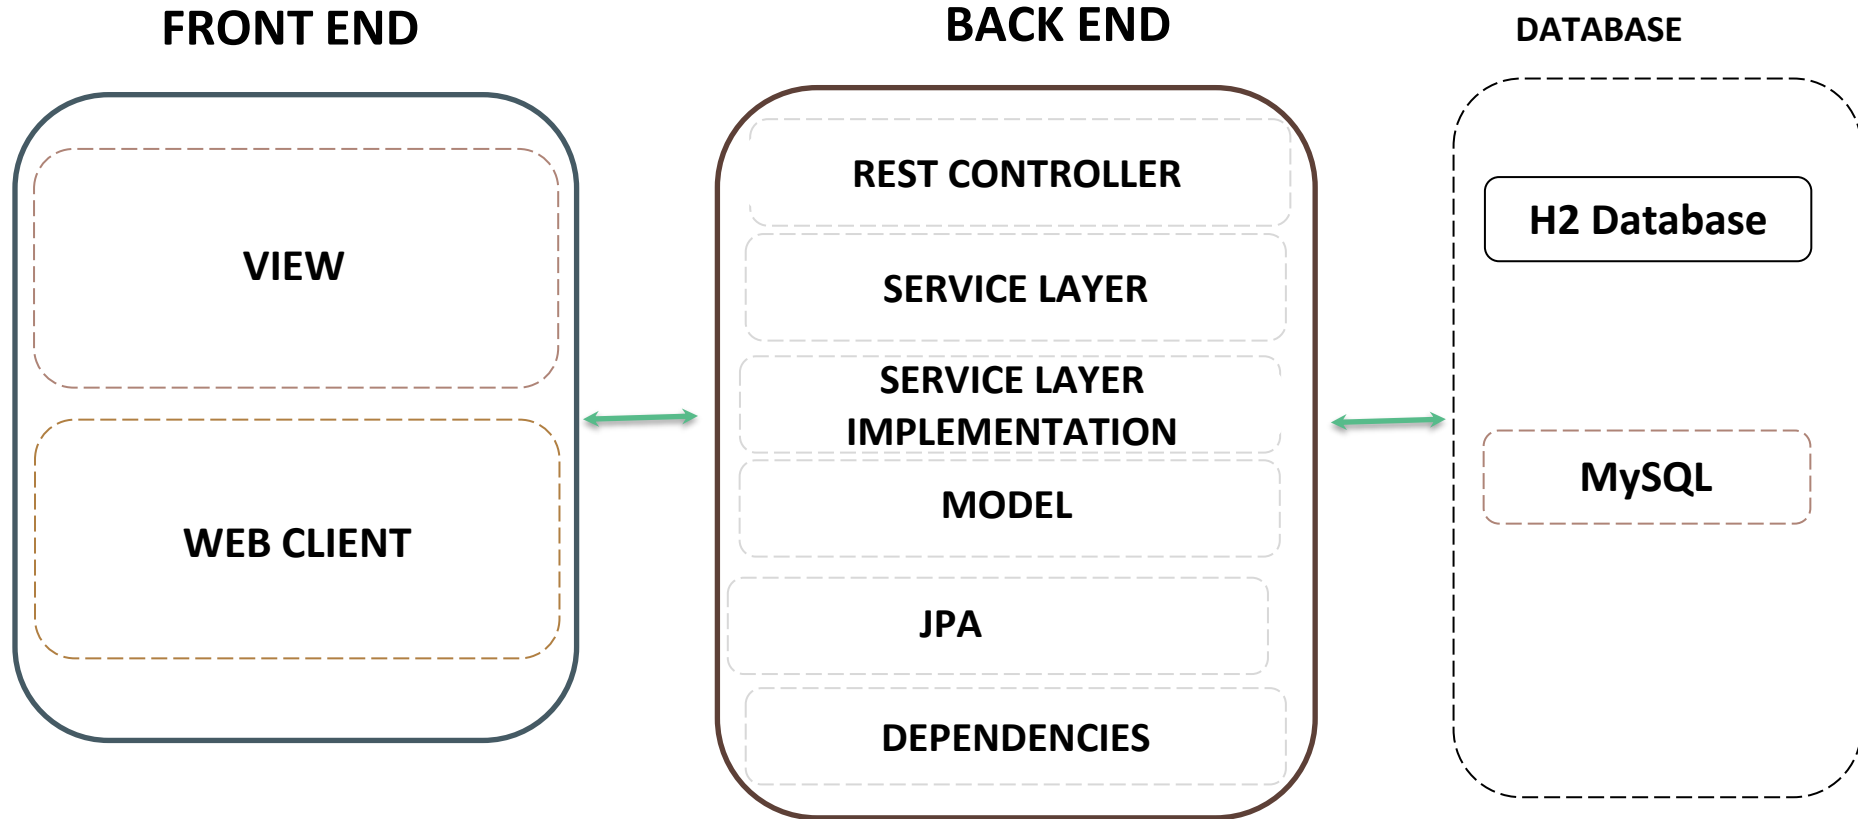 FRONT END
BACK END
DATABASE
VIEW
WEB CLIENT
REST CONTROLLER
SERVICE LAYER
SERVICE LAYER
IMPLEMENTATION
MODEL
JPA
DEPENDENCIES
H2 Database
MySQL